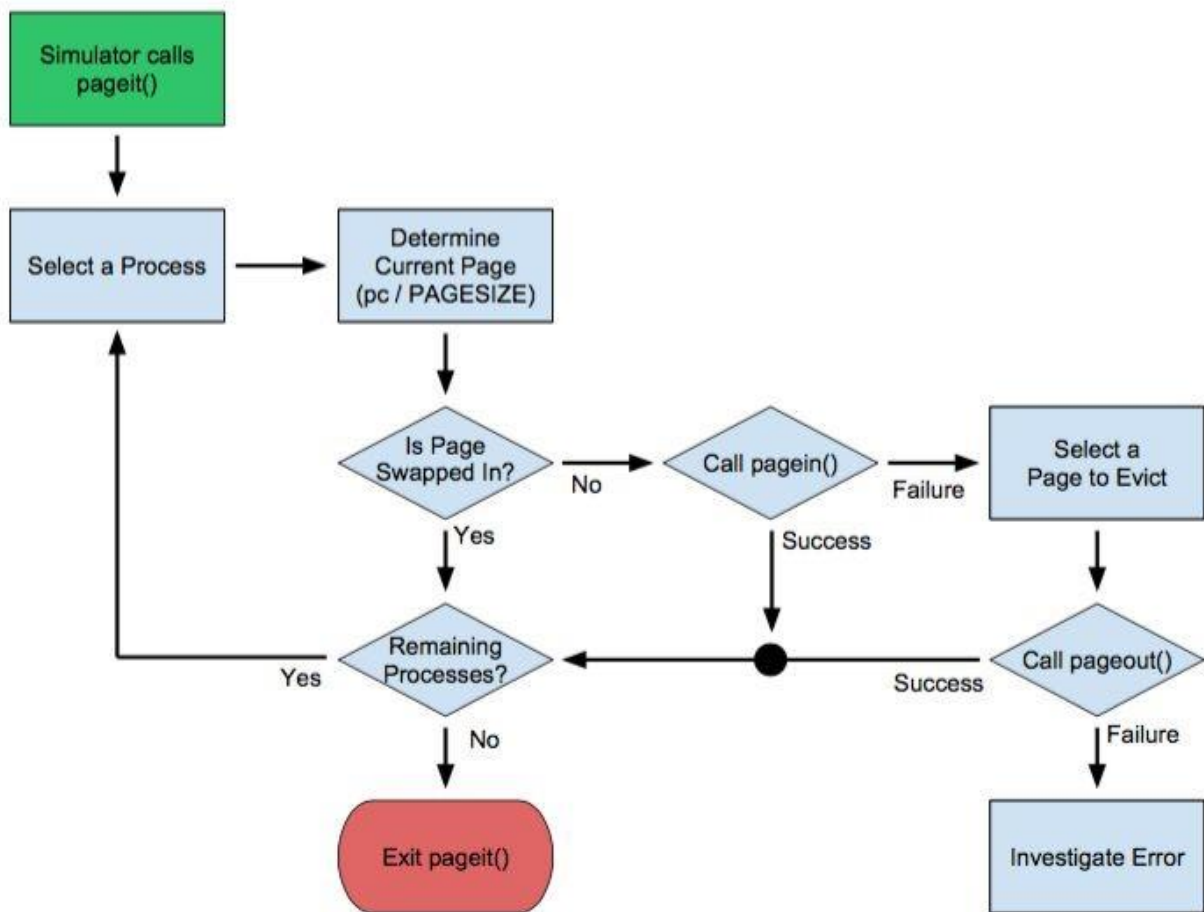 Simulator calls
pageit()
Select a Process
Determine
Current Page
(pc / PAGESIZE)
Is Page
Swapped In?
No
Call pagein()
Failure
Select a
Page to Evict
Yes
Success
Remaining
Processes?
Yes
Call pageout()
Success
No
Failure
Exit pageit()
Investigate Error